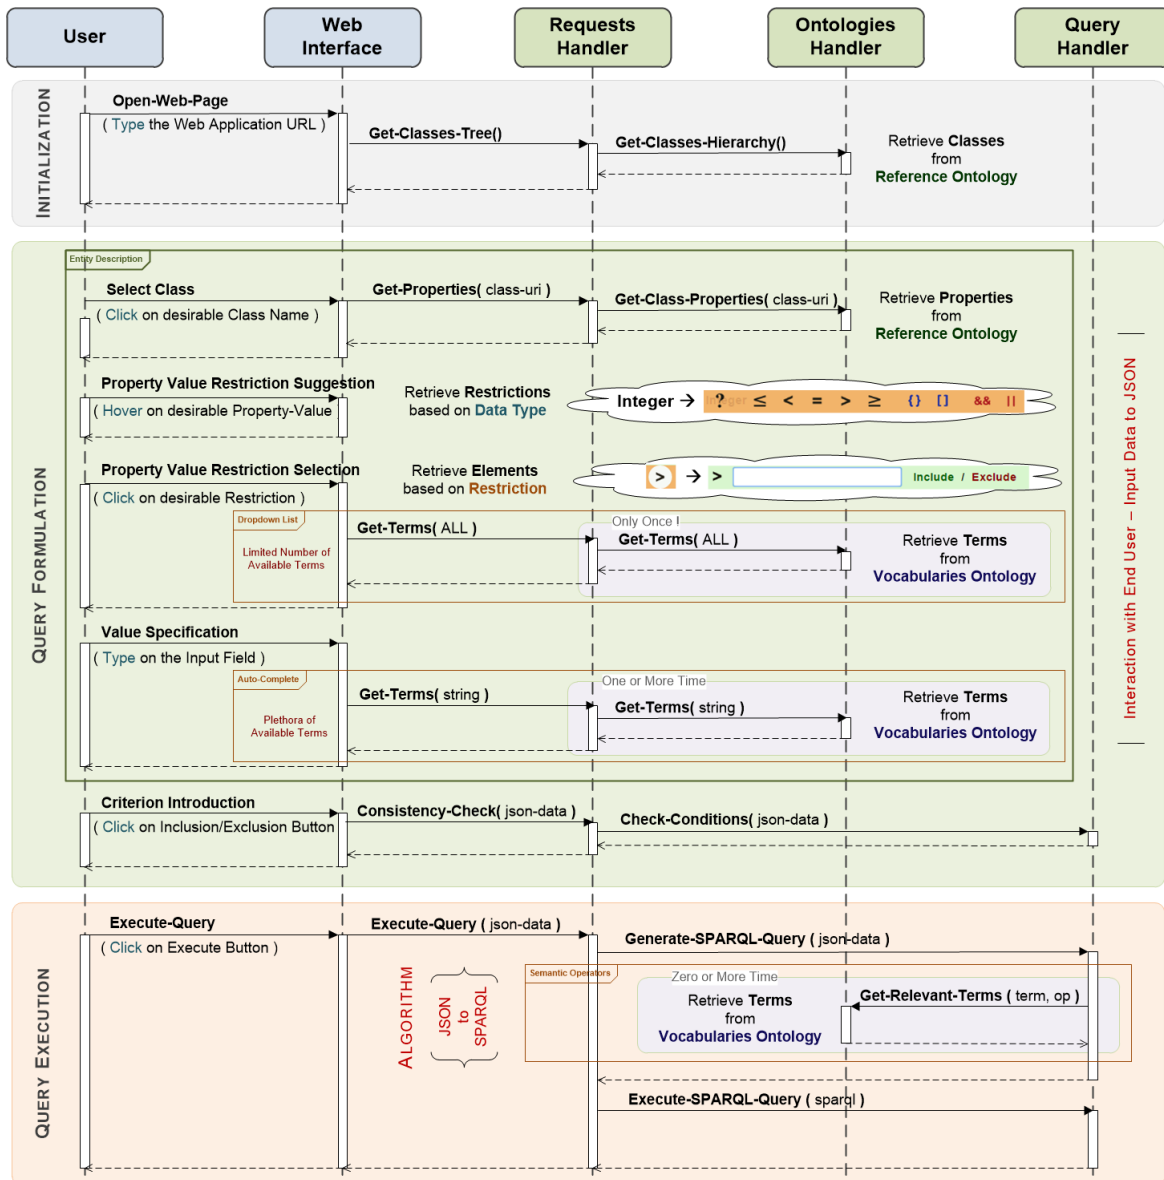 User
Web
Interface
Requests
Handler
Ontologies
Handler
Query
Handler
INITIALIZATION
Open-Web-Page
( Type the Web Application URL )
Get-Classes-Tree()
Get-Classes-Hierarchy()
Retrieve Classes
from
Reference Ontology
QUERY FORMULATION
Entity Description
Select Class
( Click on desirable Class Name )
Get-Properties( class-uri )
Get-Class-Properties( class-uri )
Retrieve Properties
from
Reference Ontology
Property Value Restriction Suggestion
( Hover on desirable Property-Value
Retrieve Restrictions
based on Data Type
Integer → ? ≤ < = > ≥ {} [] && ||
Property Value Restriction Selection
( Click on desirable Restriction )
Retrieve Elements
based on Restriction
> → > Include / Exclude
Dropdown List
Limited Number of
Available Terms
Get-Terms( ALL )
Only Once !
Get-Terms( ALL )
Retrieve Terms
from
Vocabularies Ontology
Value Specification
( Type on the Input Field )
Auto-Complete
Plethora of
Available Terms
Get-Terms( string )
One or More Time
Get-Terms( string )
Retrieve Terms
from
Vocabularies Ontology
Interaction with End User – Input Data to JSON
Criterion Introduction
( Click on Inclusion/Exclusion Button
Consistency-Check( json-data )
Check-Conditions( json-data )
QUERY EXECUTION
Execute-Query
( Click on Execute Button )
Execute-Query ( json-data )
Generate-SPARQL-Query ( json-data )
ALGORITHM
JSON
to
SPARQL
Semantic Operators
Zero or More Time
Retrieve Terms
from
Vocabularies Ontology
Get-Relevant-Terms ( term, op )
Execute-SPARQL-Query ( sparql )